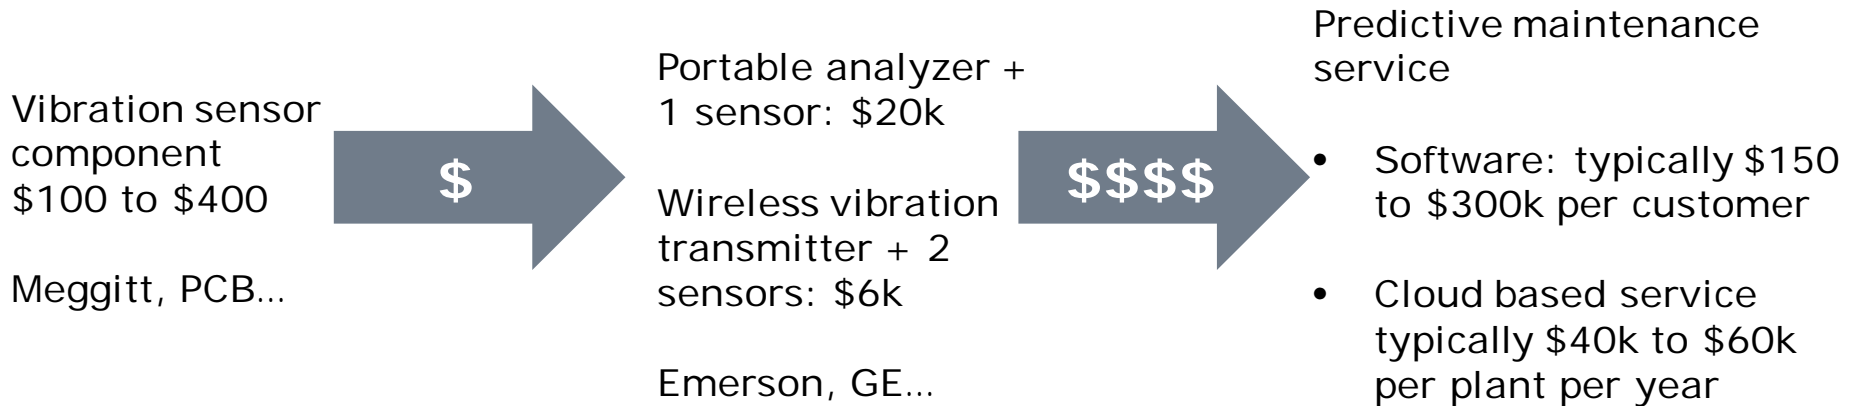 Vibration sensor
component
$100 to $400
Meggitt, PCB...
$
Portable analyzer +
1 sensor: $20k
Wireless vibration
transmitter + 2
sensors: $6k
Emerson, GE...
$$$$
Predictive maintenance
service
• Software: typically $150
to $300k per customer
• Cloud based service
typically $40k to $60k
per plant per year